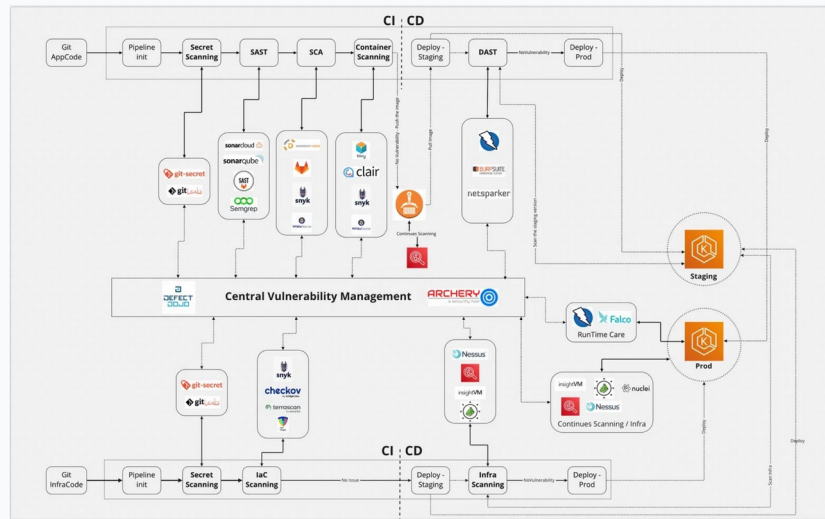 CI CD
Git
AppCode
Pipeline
init
Secret
Scanning
SAST
SCA
Container
Scanning
Deploy -
Staging
DAST
NoVulnerability
Deploy -
Prod
No Vulnerability - Push the image
Pull Image
Deploy
git-secret
git
sonarcloud
sonarqube
SAST
Semgrep
snyk
clair
snyk
BURPSUITE
netsparker
Continues Scanning
Scan the staging version
Staging
DEFECT
DOJO
Central Vulnerability Management
ARCHERY
Falco
RunTime Care
Prod
git-secret
git
snyk
checkov
terrascan
Nessus
insightVM
insightVM
nuclei
Nessus
Continues Scanning / Infra
Deploy
Deploy
Scan Infra
Git
InfraCode
Pipeline
init
Secret
Scanning
IaC
Scanning
No Issue
Deploy -
Staging
Infra
Scanning
NoVulnerability
Deploy -
Prod
CI CD